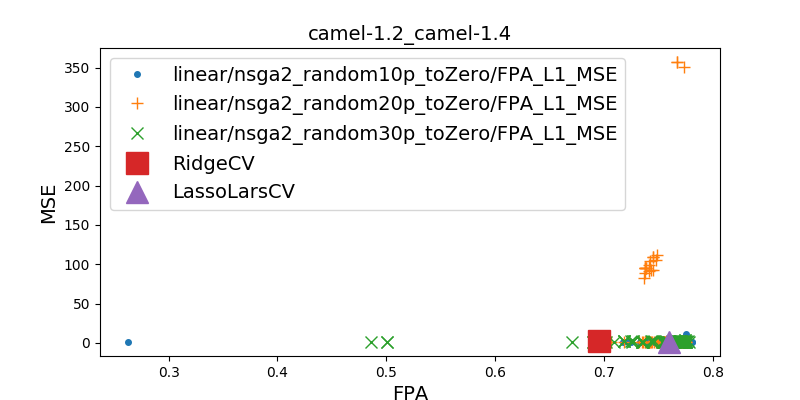 camel-1.2_camel-1.4
linear/nsga2_random10p_toZero/FPA_L1_MSE
linear/nsga2_random20p_toZero/FPA_L1_MSE
linear/nsga2_random30p_toZero/FPA_L1_MSE
RidgeCV
LassoLarsCV
MSE
350
300
250
200
150
100
50
0
0.3 0.4 0.5 0.6 0.7 0.8
FPA